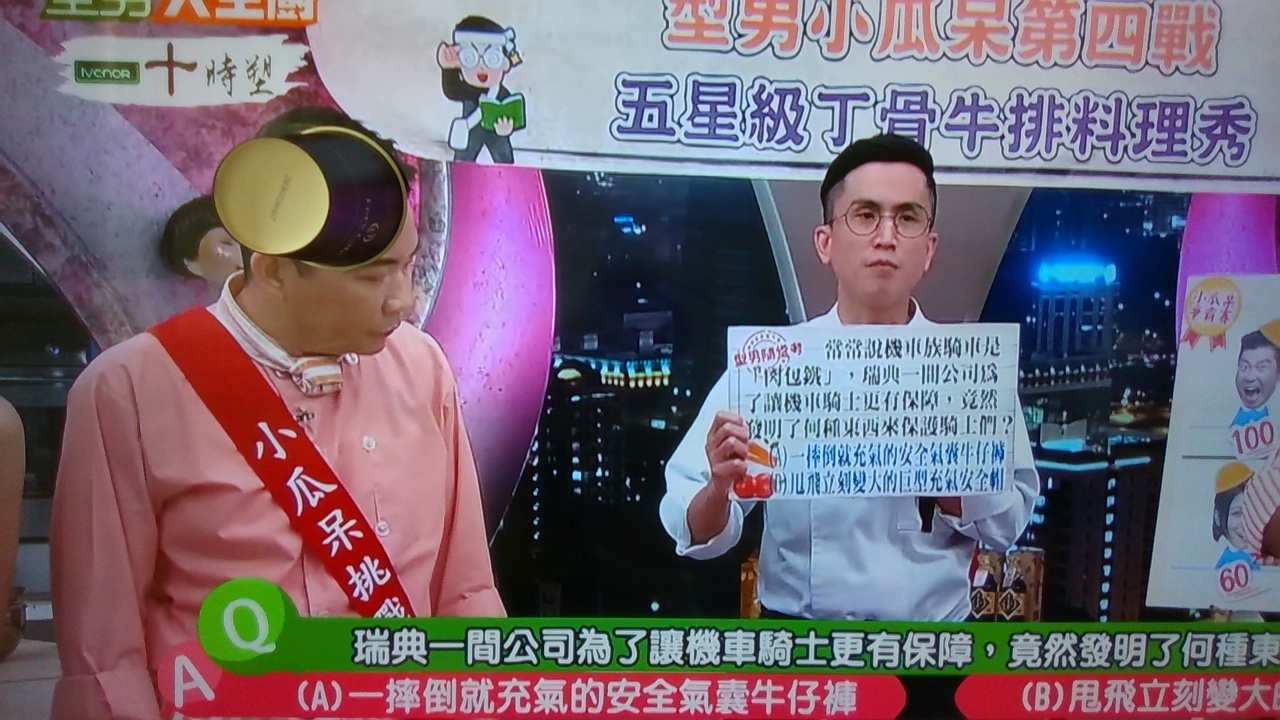 型男大主廚
IVENOR 十時塑
型男小瓜呆第四戰
五星級丁骨牛排料理秀
小瓜呆挑戰
常常說機車族騎車是
「肉包鐵」，瑞典一間公司為
了讓機車騎士更有保障，竟然
發明了何種東西來保護騎士們？
(A)一摔倒就充氣的安全氣囊牛仔褲
(B)甩飛立刻變大的巨型充氣安全帽
小瓜呆
100
60
Q
瑞典一間公司為了讓機車騎士更有保障，竟然發明了何種東
A
(A)一摔倒就充氣的安全氣囊牛仔褲
(B)甩飛立刻變大